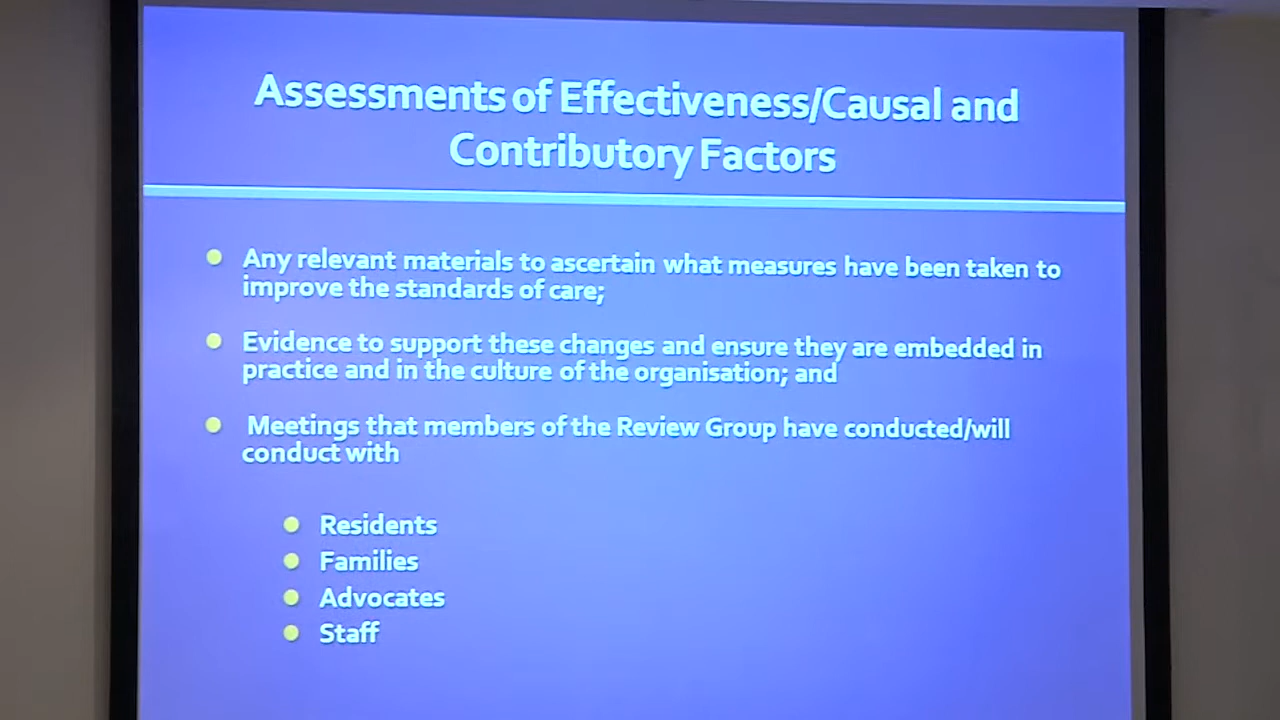 Assessments of Effectiveness/Causal and
Contributory Factors
Any relevant materials to ascertain what measures have been taken to
improve the standards of care;
Evidence to support these changes and ensure they are embedded in
practice and in the culture of the organisation; and
Meetings that members of the Review Group have conducted/will
conduct with
Residents
Families
Advocates
Staff